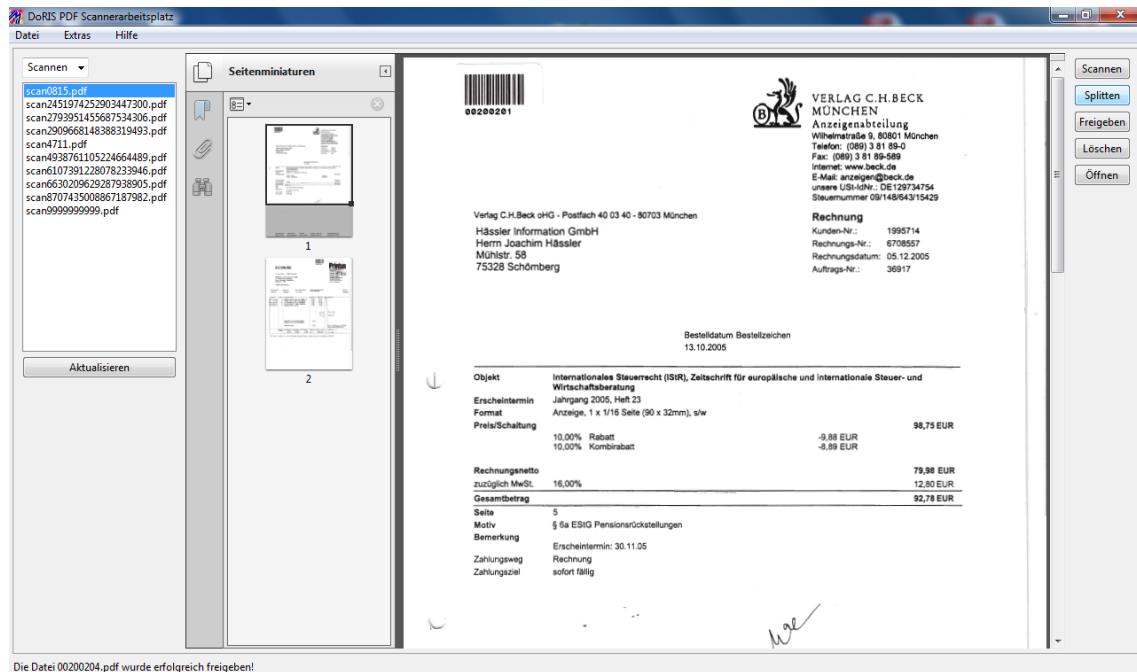 DoRIS PDF Scannerarbeitsplatz
Datei Extras Hilfe
Scannen
scan0815.pdf
scan2451974252903447300.pdf
scan2793951455687534306.pdf
scan2909668148388319493.pdf
scan4711.pdf
scan4938761105224664489.pdf
scan6107391228078233946.pdf
scan6630209629287938905.pdf
scan8707435008867187982.pdf
scan9999999999.pdf
Aktualisieren
Seitenminiaturen
1
Printus
2
00200201
VERLAG C.H.BECK
MÜNCHEN
Anzeigenabteilung
Wilhelmstraße 9, 80801 München
Telefon: (089) 3 81 89-0
Fax: (089) 3 81 89-589
Internet: www.beck.de
E-Mail: anzeigen@beck.de
unsere USt-IdNr.: DE129734754
Steuernummer 09/148/643/15429
Verlag C.H.Beck oHG - Postfach 40 03 40 - 80703 München
Hässler Information GmbH
Herrn Joachim Hässler
Mühlstr. 58
75328 Schömberg
Rechnung
Kunden-Nr.: 1995714
Rechnungs-Nr.: 6708557
Rechnungsdatum: 05.12.2005
Auftrags-Nr.: 36917
Bestelldatum Bestellzeichen
13.10.2005
Objekt Internationales Steuerrecht (IStR), Zeitschrift für europäische und internationale Steuer- und
Wirtschaftsberatung
Erscheintermin Jahrgang 2005, Heft 23
Format Anzeige, 1 x 1/16 Seite (90 x 32mm), s/w
Preis/Schaltung 98,75 EUR
10,00% Rabatt -9,88 EUR
10,00% Kombirabatt -8,89 EUR
Rechnungsnetto 79,98 EUR
zuzüglich MwSt. 16,00% 12,80 EUR
Gesamtbetrag 92,78 EUR
Seite 5
Motiv § 6a EStG Pensionsrückstellungen
Bemerkung
Erscheintermin: 30.11.05
Zahlungsweg Rechnung
Zahlungsziel sofort fällig
Scannen
Splitten
Freigeben
Löschen
Öffnen
Die Datei 00200204.pdf wurde erfolgreich freigeben!